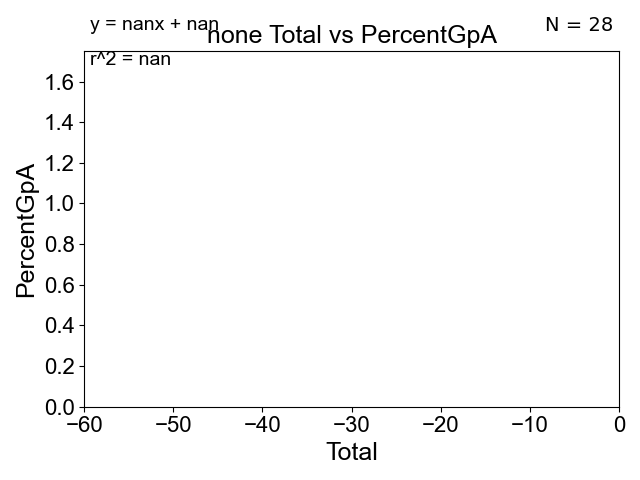 y = nanx + nan
N = 28
none Total vs PercentGpA
r^2 = nan
PercentGpA
1.6
1.4
1.2
1.0
0.8
0.6
0.4
0.2
0.0
−60 −50 −40 −30 −20 −10 0
Total